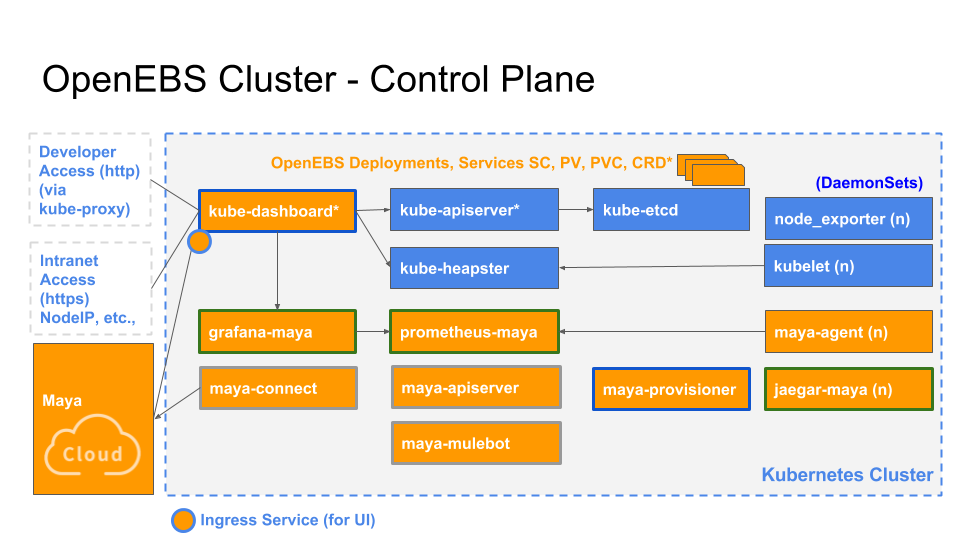 OpenEBS Cluster - Control Plane
Developer
Access (http)
(via
kube-proxy)
Intranet
Access
(https)
NodeIP, etc.,
Maya
Cloud
OpenEBS Deployments, Services SC, PV, PVC, CRD*
(DaemonSets)
kube-dashboard*
kube-apiserver*
kube-etcd
node_exporter (n)
kube-heapster
kubelet (n)
grafana-maya
prometheus-maya
maya-agent (n)
maya-connect
maya-apiserver
maya-provisioner
jaegar-maya (n)
maya-mulebot
Kubernetes Cluster
Ingress Service (for UI)